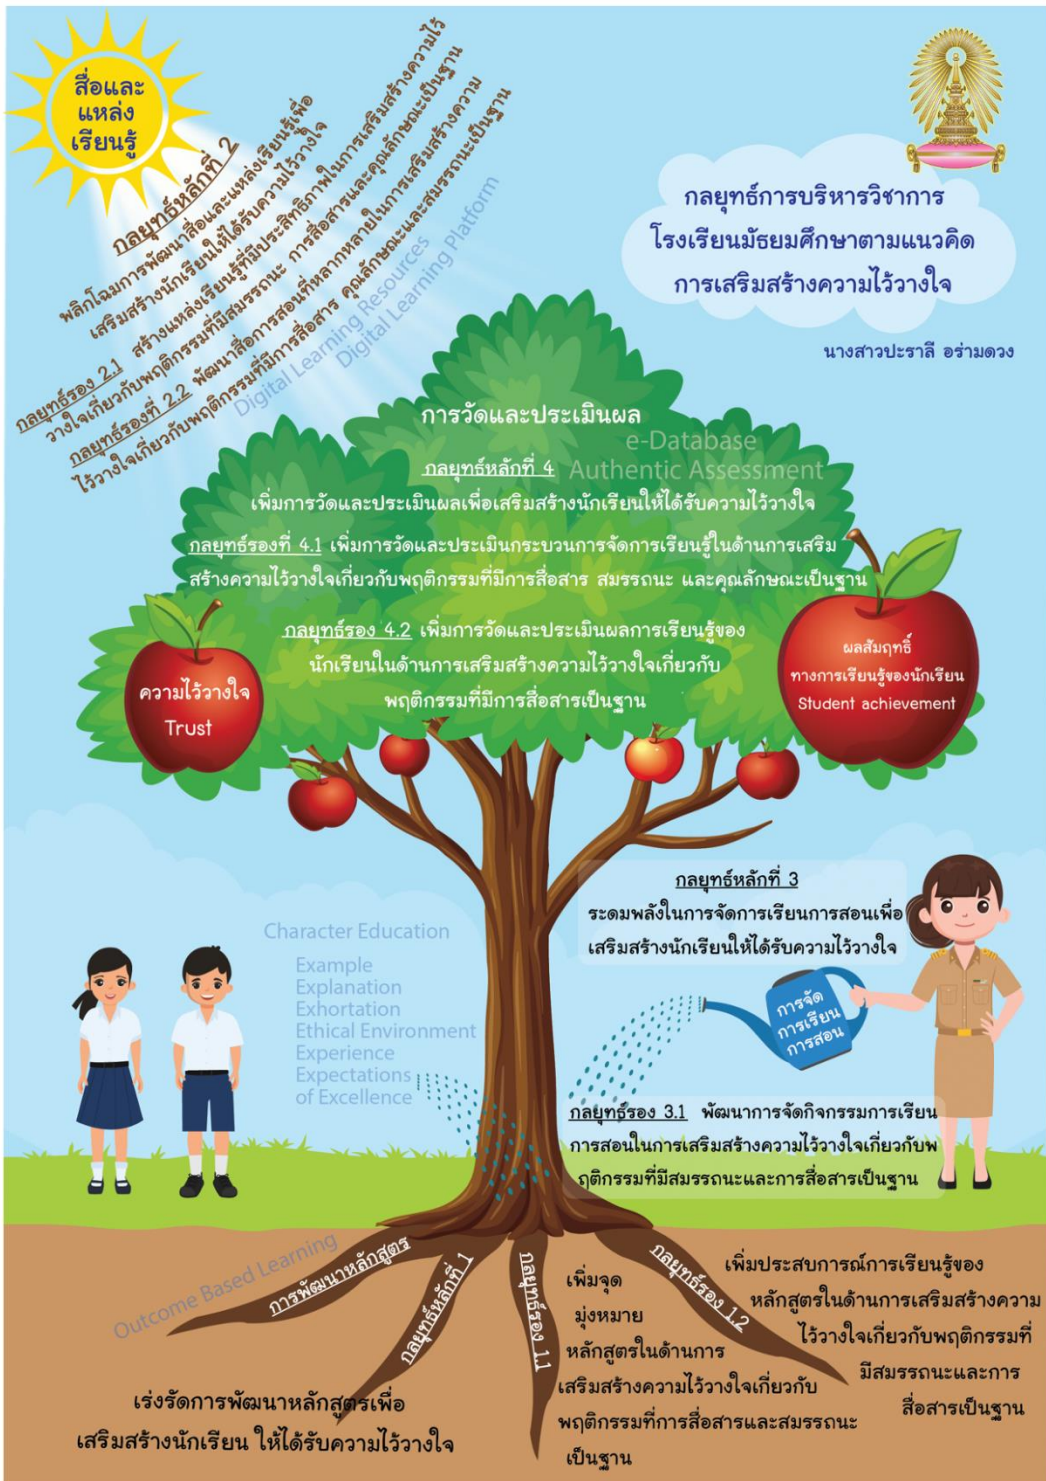 สื่อและ
แหล่ง
เรียนรู้
กลยุทธ์หลักที่ 2
พลิกโฉมการพัฒนาสื่อและแหล่งเรียนรู้เพื่อ
เสริมสร้างนักเรียนให้ได้รับความไว้วางใจ
กลยุทธ์รอง 2.1 สร้างแหล่งเรียนรู้ที่มีประสิทธิภาพในการเสริมสร้างความไว้
วางใจเกี่ยวกับพฤติกรรมที่มีสมรรถนะ การสื่อสารและคุณลักษณะเป็นฐาน
กลยุทธ์รองที่ 2.2 พัฒนาสื่อการสอนที่หลากหลายในการเสริมสร้างความ
ไว้วางใจเกี่ยวกับพฤติกรรมที่มีการสื่อสาร คุณลักษณะและสมรรถนะเป็นฐาน
Digital Learning Resources
Digital Learning Platform
กลยุทธ์การบริหารวิชาการ
โรงเรียนมัธยมศึกษาตามแนวคิด
การเสริมสร้างความไว้วางใจ
นางสาวปะราลี อร่ามดวง
การวัดและประเมินผล
e-Database
กลยุทธ์หลักที่ 4 Authentic Assessment
เพิ่มการวัดและประเมินผลเพื่อเสริมสร้างนักเรียนให้ได้รับความไว้วางใจ
กลยุทธ์รองที่ 4.1 เพิ่มการวัดและประเมินกระบวนการจัดการเรียนรู้ในด้านการเสริม
สร้างความไว้วางใจเกี่ยวกับพฤติกรรมที่มีการสื่อสาร สมรรถนะ และคุณลักษณะเป็นฐาน
กลยุทธ์รอง 4.2 เพิ่มการวัดและประเมินผลการเรียนรู้ของ
นักเรียนในด้านการเสริมสร้างความไว้วางใจเกี่ยวกับ
พฤติกรรมที่มีการสื่อสารเป็นฐาน
ความไว้วางใจ
Trust
ผลสัมฤทธิ์
ทางการเรียนรู้ของนักเรียน
Student achievement
กลยุทธ์หลักที่ 3
ระดมพลังในการจัดการเรียนการสอนเพื่อ
เสริมสร้างนักเรียนให้ได้รับความไว้วางใจ
Character Education
Example
Explanation
Exhortation
Ethical Environment
Experience
Expectations
of Excellence
การจัด
การเรียน
การสอน
กลยุทธ์รอง 3.1 พัฒนาการจัดกิจกรรมการเรียน
การสอนในการเสริมสร้างความไว้วางใจเกี่ยวกับพ
ฤติกรรมที่มีสมรรถนะและการสื่อสารเป็นฐาน
Outcome Based Learning
การพัฒนาหลักสูตร
กลยุทธ์หลักที่ 1
เร่งรัดการพัฒนาหลักสูตรเพื่อ
เสริมสร้างนักเรียน ให้ได้รับความไว้วางใจ
กลยุทธ์รอง 1.1
เพิ่มจุด
มุ่งหมาย
หลักสูตรในด้านการ
เสริมสร้างความไว้วางใจเกี่ยวกับ
พฤติกรรมที่การสื่อสารและสมรรถนะ
เป็นฐาน
กลยุทธ์รอง 1.2
เพิ่มประสบการณ์การเรียนรู้ของ
หลักสูตรในด้านการเสริมสร้างความ
ไว้วางใจเกี่ยวกับพฤติกรรมที่
มีสมรรถนะและการ
สื่อสารเป็นฐาน